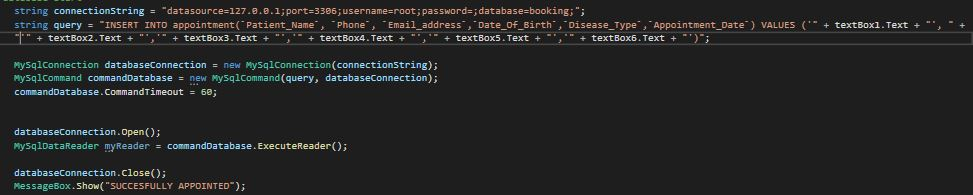 string connectionString = "datasource=127.0.0.1;port=3306;username=root;password=;database=booking;";
string query = "INSERT INTO appointment(`Patient_Name`, `Phone`, `Email_address`,`Date_Of_Birth`,`Disease_Type`,`Appointment_Date`) VALUES ('" + textBox1.Text + "', " +
"'" + textBox2.Text + "','" + textBox3.Text + "','" + textBox4.Text + "','" + textBox5.Text + "','" + textBox6.Text + "')";
MySqlConnection databaseConnection = new MySqlConnection(connectionString);
MySqlCommand commandDatabase = new MySqlCommand(query, databaseConnection);
commandDatabase.CommandTimeout = 60;
databaseConnection.Open();
MySqlDataReader myReader = commandDatabase.ExecuteReader();
databaseConnection.Close();
MessageBox.Show("SUCCESFULLY APPOINTED");